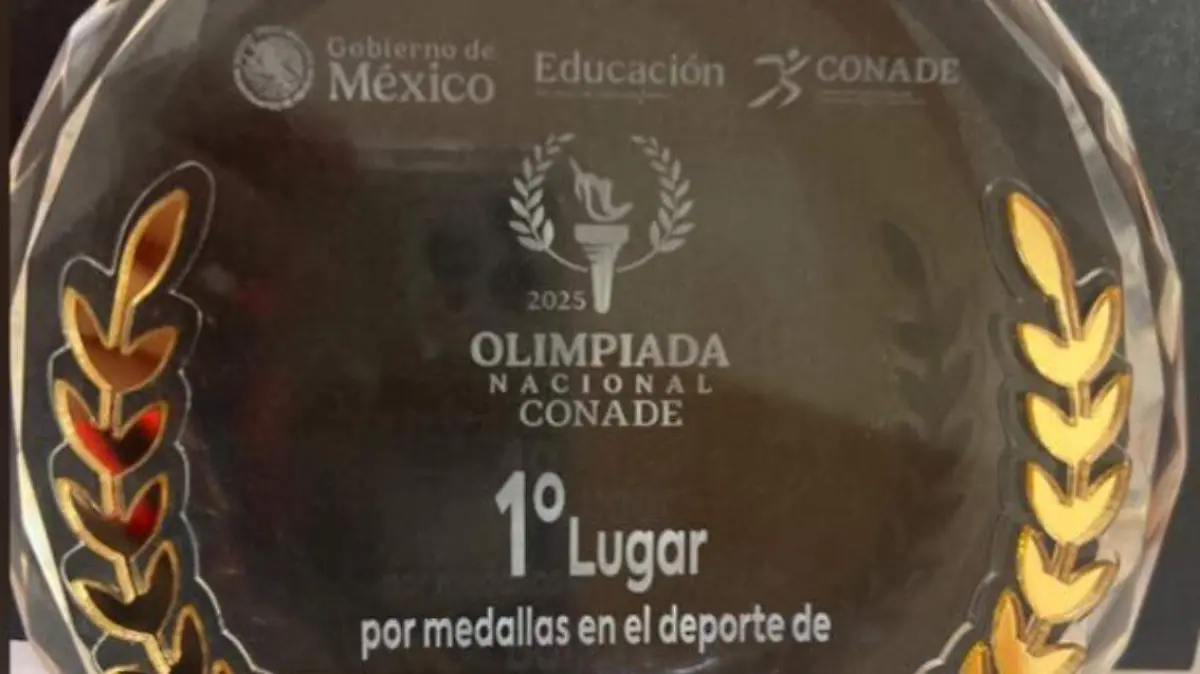 Gobierno de
México
Educación
CONADE
2025
OLIMPIADA
NACIONAL
CONADE
1º Lugar
por medallas en el deporte de